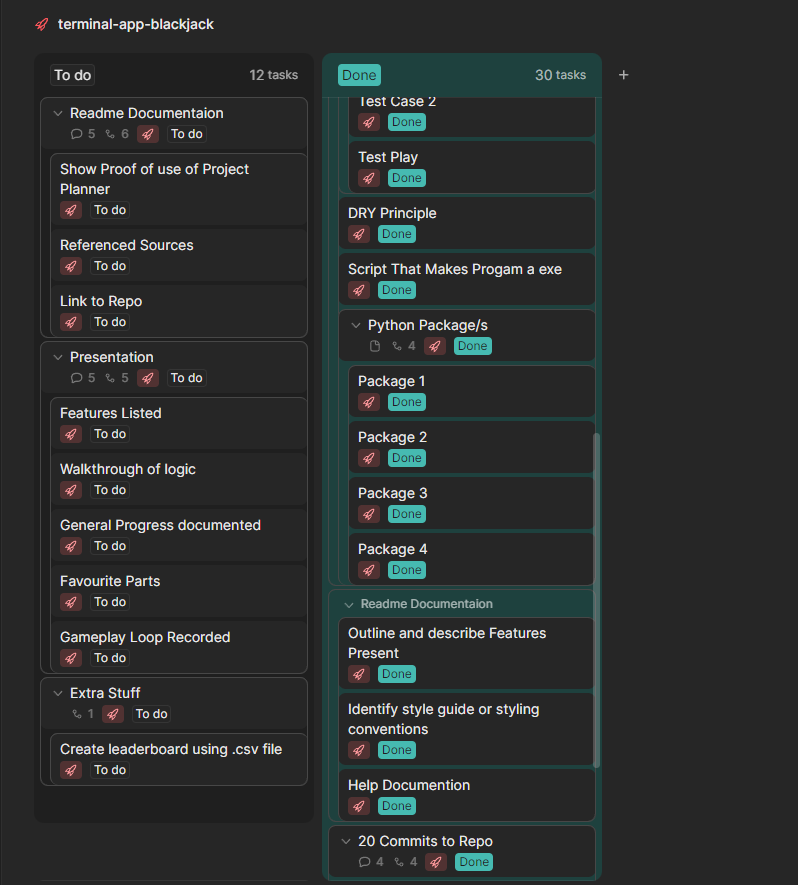 terminal-app-blackjack
To do 12 tasks
Readme Documentaion
5 6 To do
Show Proof of use of Project
Planner
To do
Referenced Sources
To do
Link to Repo
To do
Presentation
5 5 To do
Features Listed
To do
Walkthrough of logic
To do
General Progress documented
To do
Favourite Parts
To do
Gameplay Loop Recorded
To do
Extra Stuff
1 To do
Create leaderboard using .csv file
To do
Done 30 tasks +
Test Case 2
Done
Test Play
Done
DRY Principle
Done
Script That Makes Progam a exe
Done
Python Package/s
4 Done
Package 1
Done
Package 2
Done
Package 3
Done
Package 4
Done
Readme Documentaion
Outline and describe Features
Present
Done
Identify style guide or styling
conventions
Done
Help Documention
Done
20 Commits to Repo
4 4 Done